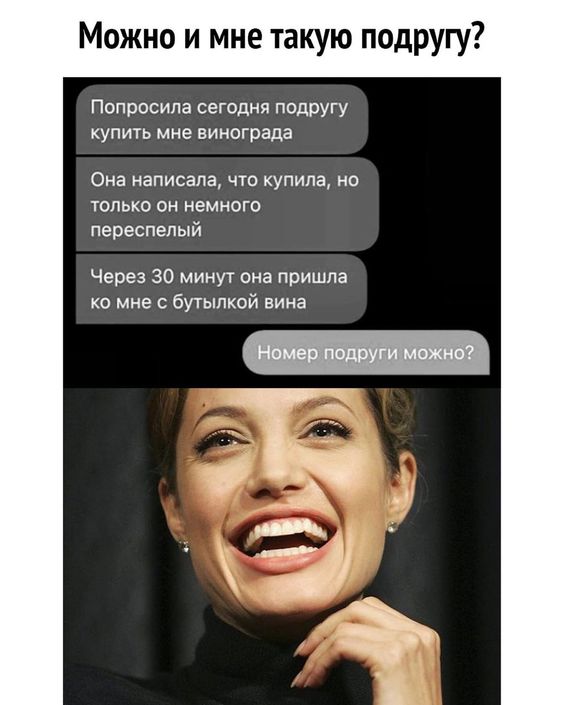 Можно и мне такую подругу?
Попросила сегодня подругу
купить мне винограда
Она написала, что купила, но
только он немного
переспелый
Через 30 минут она пришла
ко мне с бутылкой вина
Номер подруги можно?